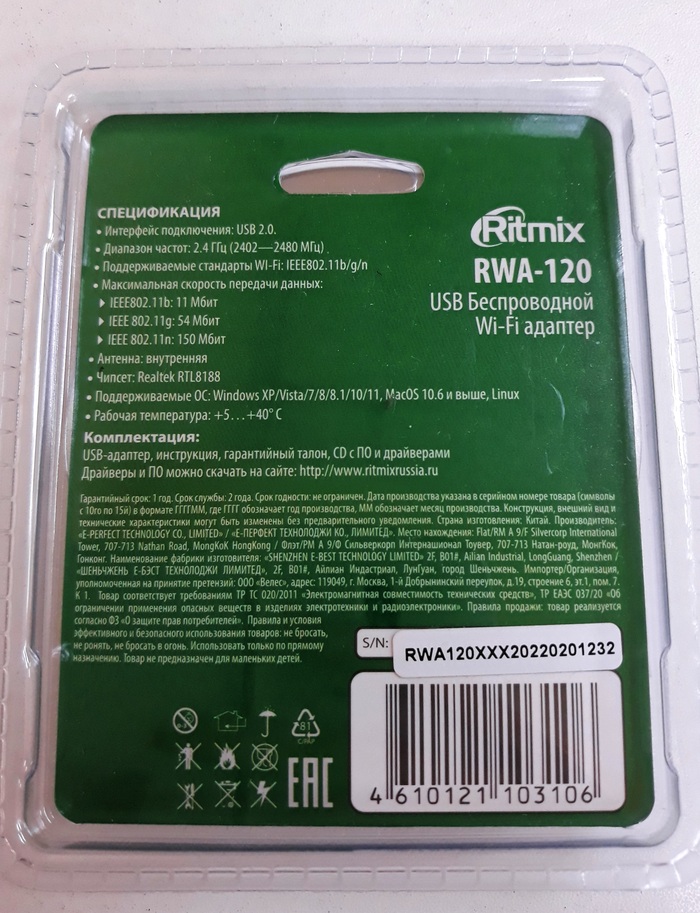 СПЕЦИФИКАЦИЯ
• Интерфейс подключения: USB 2.0.
• Диапазон частот: 2.4 ГГц (2402—2480 МГц).
• Поддерживаемые стандарты WI-Fi: IEEE802.11b/g/n
• Максимальная скорость передачи данных:
IEEE802.11b: 11 Мбит
IEEE 802.11g: 54 Мбит
IEEE 802.11n: 150 Мбит
• Антенна: внутренняя
• Чипсет: Realtek RTL8188
• Поддерживаемые ОС: Windows XP/Vista/7/8/8.1/10/11, MacOS 10.6 и выше, Linux
• Рабочая температура: +5…+40° С
Ritmix
RWA-120
USB Беспроводной
Wi-Fi адаптер
Комплектация:
USB-адаптер, инструкция, гарантийный талон, CD с ПО и драйверами
Драйверы и ПО можно скачать на сайте: http://www.ritmixrussia.ru
Гарантийный срок: 1 год. Срок службы: 2 года. Срок годности: не ограничен. Дата производства указана в серийном номере товара (символы
с 10го по 15й) в формате ГГГГММ, где ГГГГ обозначает год производства, ММ обозначает месяц производства. Конструкция, внешний вид и
технические характеристики могут быть изменены без предварительного уведомления. Страна изготовления: Китай. Производитель:
«E-PERFECT TECHNOLOGY CO., LIMITED» / «Е-ПЕРФЕКТ ТЕХНОЛОДЖИ КО., ЛИМИТЕД». Место нахождения: Flat/RM A 9/F Silvercorp International
Tower, 707-713 Nathan Road, MongKok HongKong / Флэт/РМ А 9/Ф Сильверкорп Интернатионал Тоувер, 707-713 Натан-роуд, МонгКок,
Гонконг. Наименование фабрики изготовителя: «SHENZHEN E-BEST TECHNOLOGY LIMITED» 2F, B01#, Ailian Industrial, LongGuang, Shenzhen /
«ШЕНЬЧЖЕНЬ Е-БЭСТ ТЕХНОЛОДЖИ ЛИМИТЕД», 2F, B01#, Айлиан Индастриал, ЛунГуан, город Шеньчжень. Импортер/Организация,
уполномоченная на принятие претензий: ООО «Велес», адрес: 119049, г. Москва, 1-й Добрынинский переулок, д.19, строение 6, эт.1, пом. 7.
К 1. Товар соответствует требованиям ТР ТС 020/2011 «Электромагнитная совместимость технических средств», ТР ЕАЭС 037/20 «Об
ограничении применения опасных веществ в изделиях электротехники и радиоэлектроники». Правила продажи: товар реализуется
согласно ФЗ «О защите прав потребителей». Правила и условия
эффективного и безопасного использования товаров: не бросать,
не ронять, не бросать в огонь. Использовать только по прямому
назначению. Товар не предназначен для маленьких детей.
S/N:
RWA120XXX20220201232
81
C/PAP
EAC
4 610121 103106